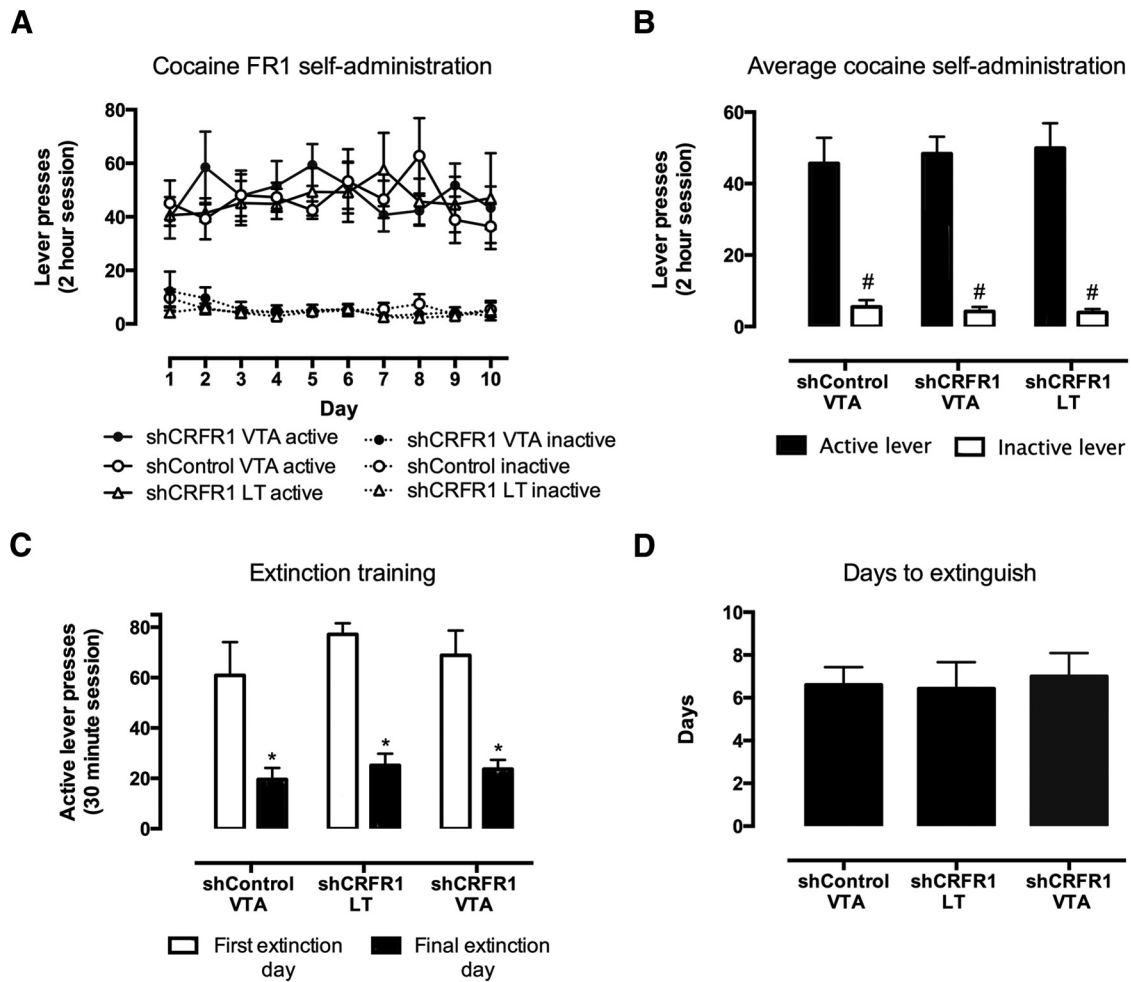 A
Cocaine FR1 self-administration
Lever presses
(2 hour session)
80
60
40
20
0
1 2 3 4 5 6 7 8 9 10
Day
shCRFR1 VTA active
shControl VTA active
shCRFR1 LT active
shCRFR1 VTA inactive
shControl inactive
shCRFR1 LT inactive
B
Average cocaine self-administration
Lever presses
(2 hour session)
60
40
20
0
# # #
shControl
VTA
shCRFR1
VTA
shCRFR1
LT
Active lever
Inactive lever
C
Extinction training
Active lever presses
(30 minute session)
80
60
40
20
0
* * *
shControl
VTA
shCRFR1
LT
shCRFR1
VTA
First extinction
day
Final extinction
day
D
Days to extinguish
Days
10
8
6
4
2
0
shControl
VTA
shCRFR1
LT
shCRFR1
VTA